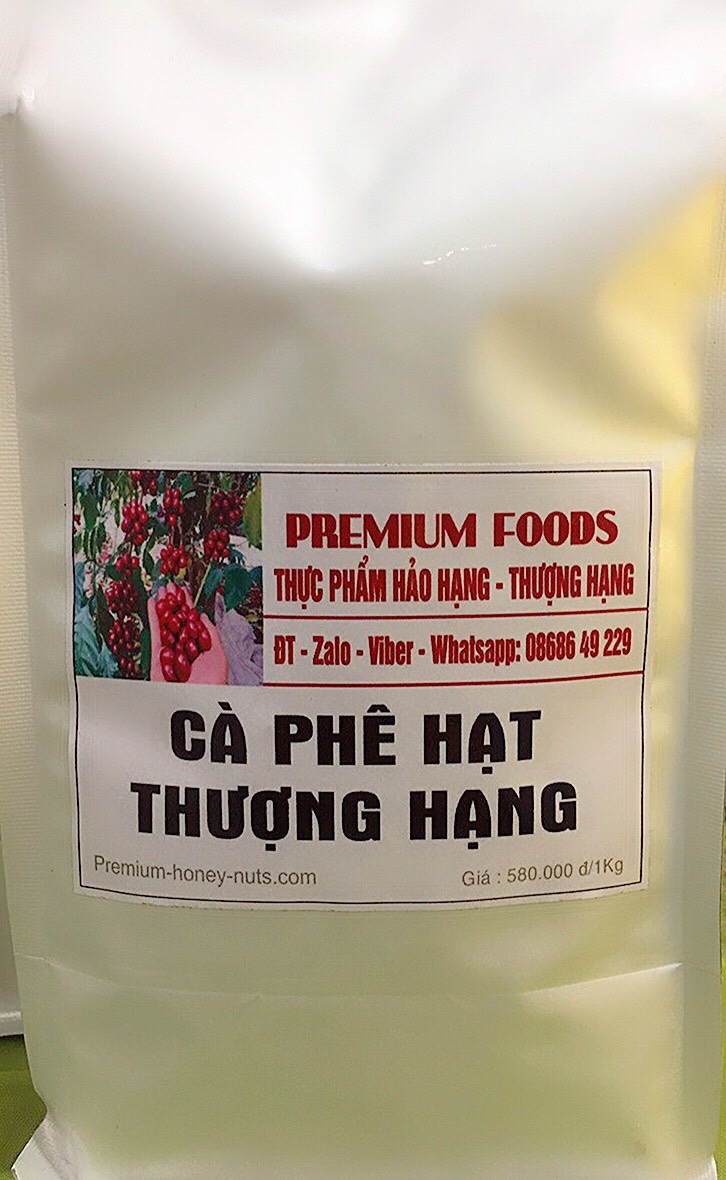 PREMIUM FOODS
THỰC PHẨM HẢO HẠNG - THƯỢNG HẠNG
ĐT - Zalo - Viber - Whatsapp: 08686 49 229
CÀ PHÊ HẠT
THƯỢNG HẠNG
Premium-honey-nuts.com
Giá : 580.000 đ/1Kg